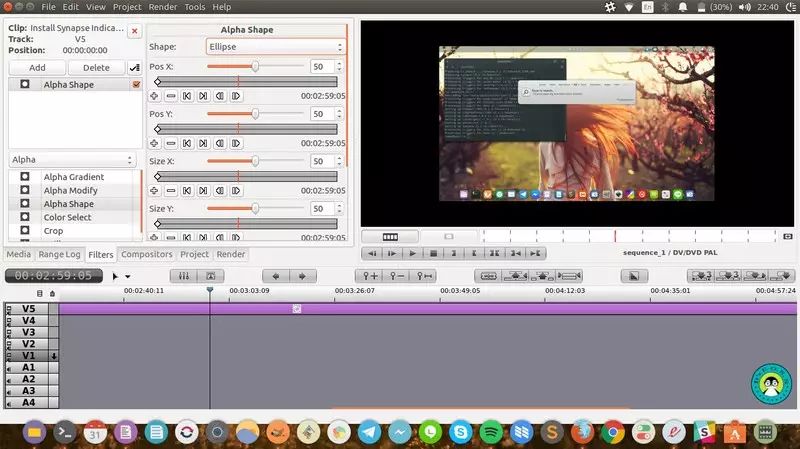 File Edit View Project Render Tools Help
En (30%) 22:40
Clip: Install Synapse Indica...
Track: V5
Position: 00:00:00:00
Add Delete
Alpha Shape
Alpha
Alpha Gradient
Alpha Modify
Alpha Shape
Color Select
Crop
Alpha Shape
Shape: Ellipse
Pos X: 50
00:02:59:05
Pos Y: 50
00:02:59:05
Size X: 50
00:02:59:05
Size Y: 50
00:02:59:05
Media Range Log Filters Compositors Project Render
sequence_1 / DV/DVD PAL
00:02:59:05
00:02:40:11 00:03:03:09 00:03:26:07 00:03:49:05 00:04:12:03 00:04:35:01 00:04:57:24
V5
V4
V3
V2
V1
A1
A2
A3
A4
31